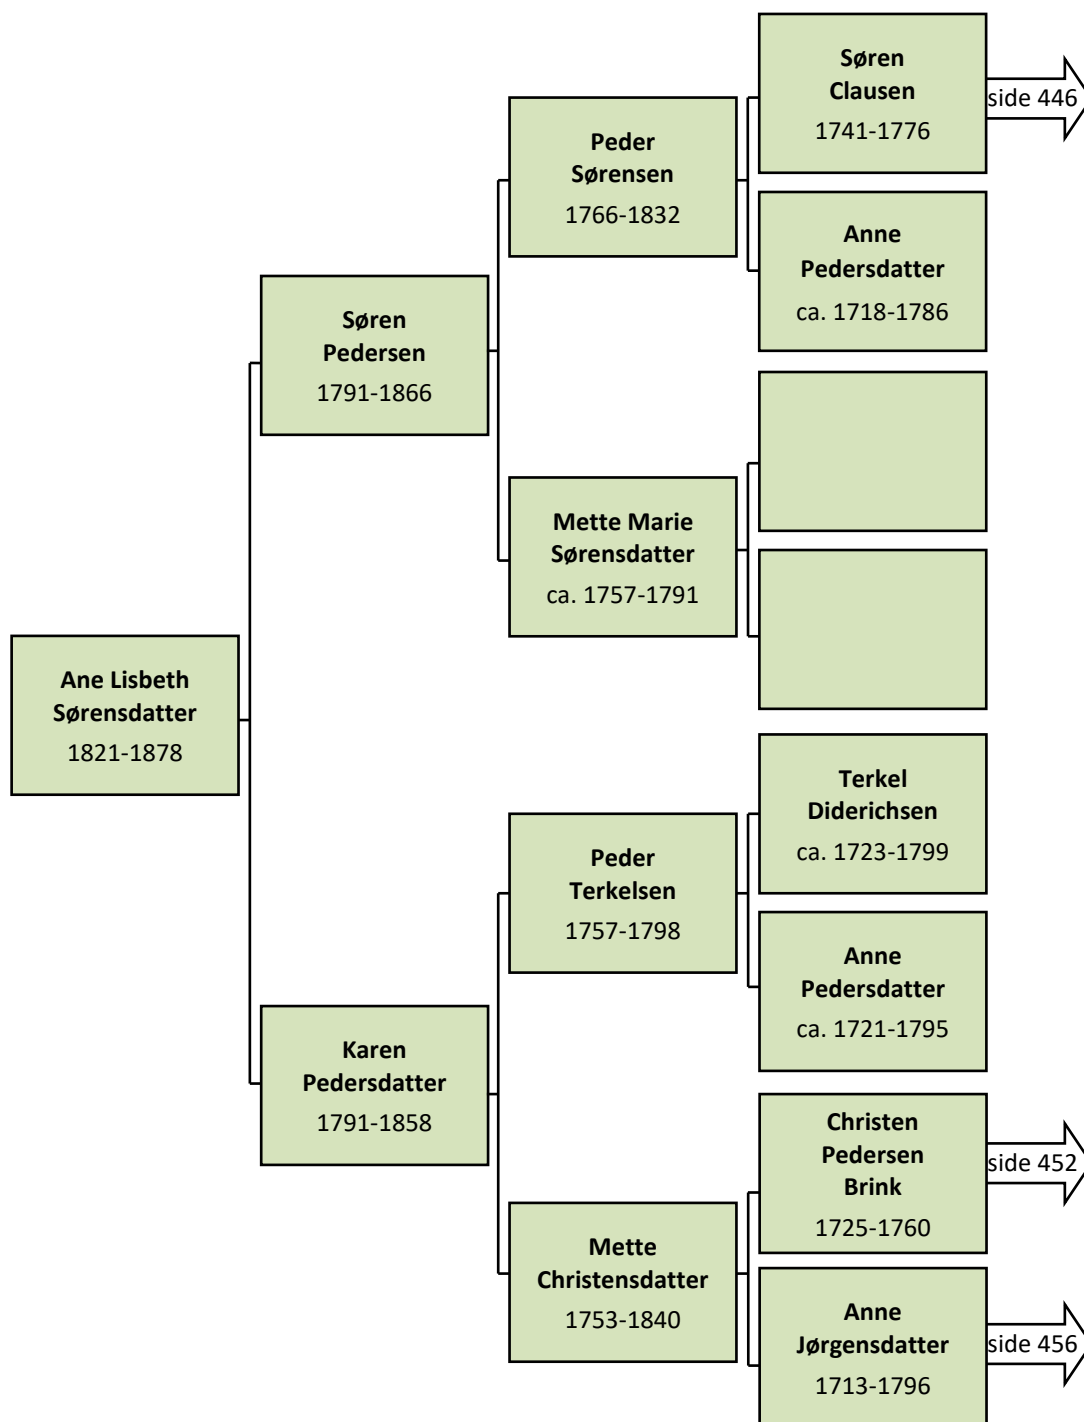 Søren
Clausen
1741-1776
side 446
Peder
Sørensen
1766-1832
Anne
Pedersdatter
ca. 1718-1786
Søren
Pedersen
1791-1866
Mette Marie
Sørensdatter
ca. 1757-1791
Ane Lisbeth
Sørensdatter
1821-1878
Terkel
Diderichsen
ca. 1723-1799
Peder
Terkelsen
1757-1798
Anne
Pedersdatter
ca. 1721-1795
Karen
Pedersdatter
1791-1858
Christen
Pedersen
Brink
1725-1760
side 452
Mette
Christensdatter
1753-1840
Anne
Jørgensdatter
1713-1796
side 456